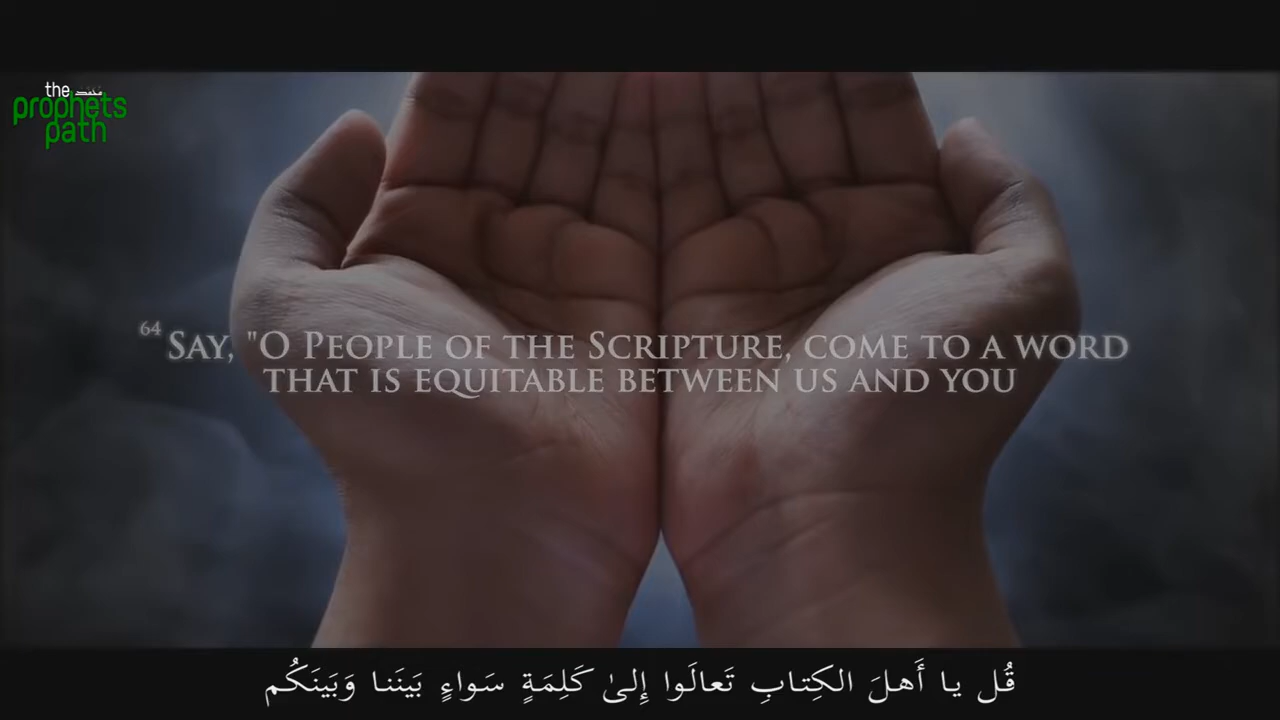 the محمد
prophets
path
64 SAY, "O PEOPLE OF THE SCRIPTURE, COME TO A WORD
THAT IS EQUITABLE BETWEEN US AND YOU
قُل يا أَهلَ الكِتابِ تَعالَوا إِلىٰ كَلِمَةٍ سَواءٍ بَينَنا وَبَينَكُم